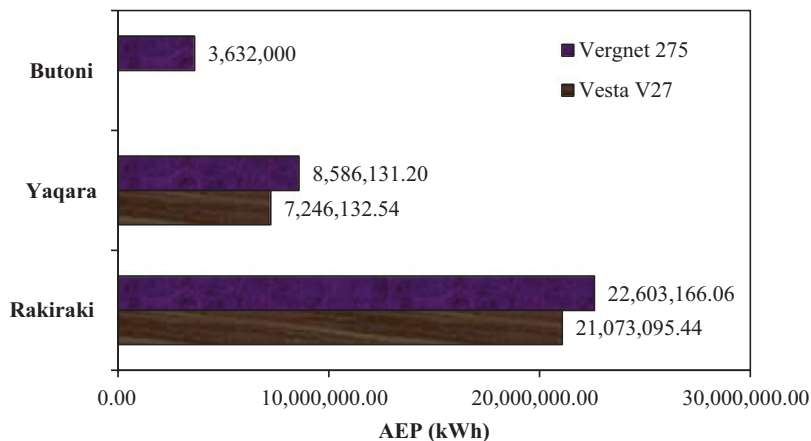 Butoni
3,632,000
Vergnet 275
Vesta V27
Yaqara
8,586,131.20
7,246,132.54
Rakiraki
22,603,166.06
21,073,095.44
0.00 10,000,000.00 20,000,000.00 30,000,000.00
AEP (kWh)